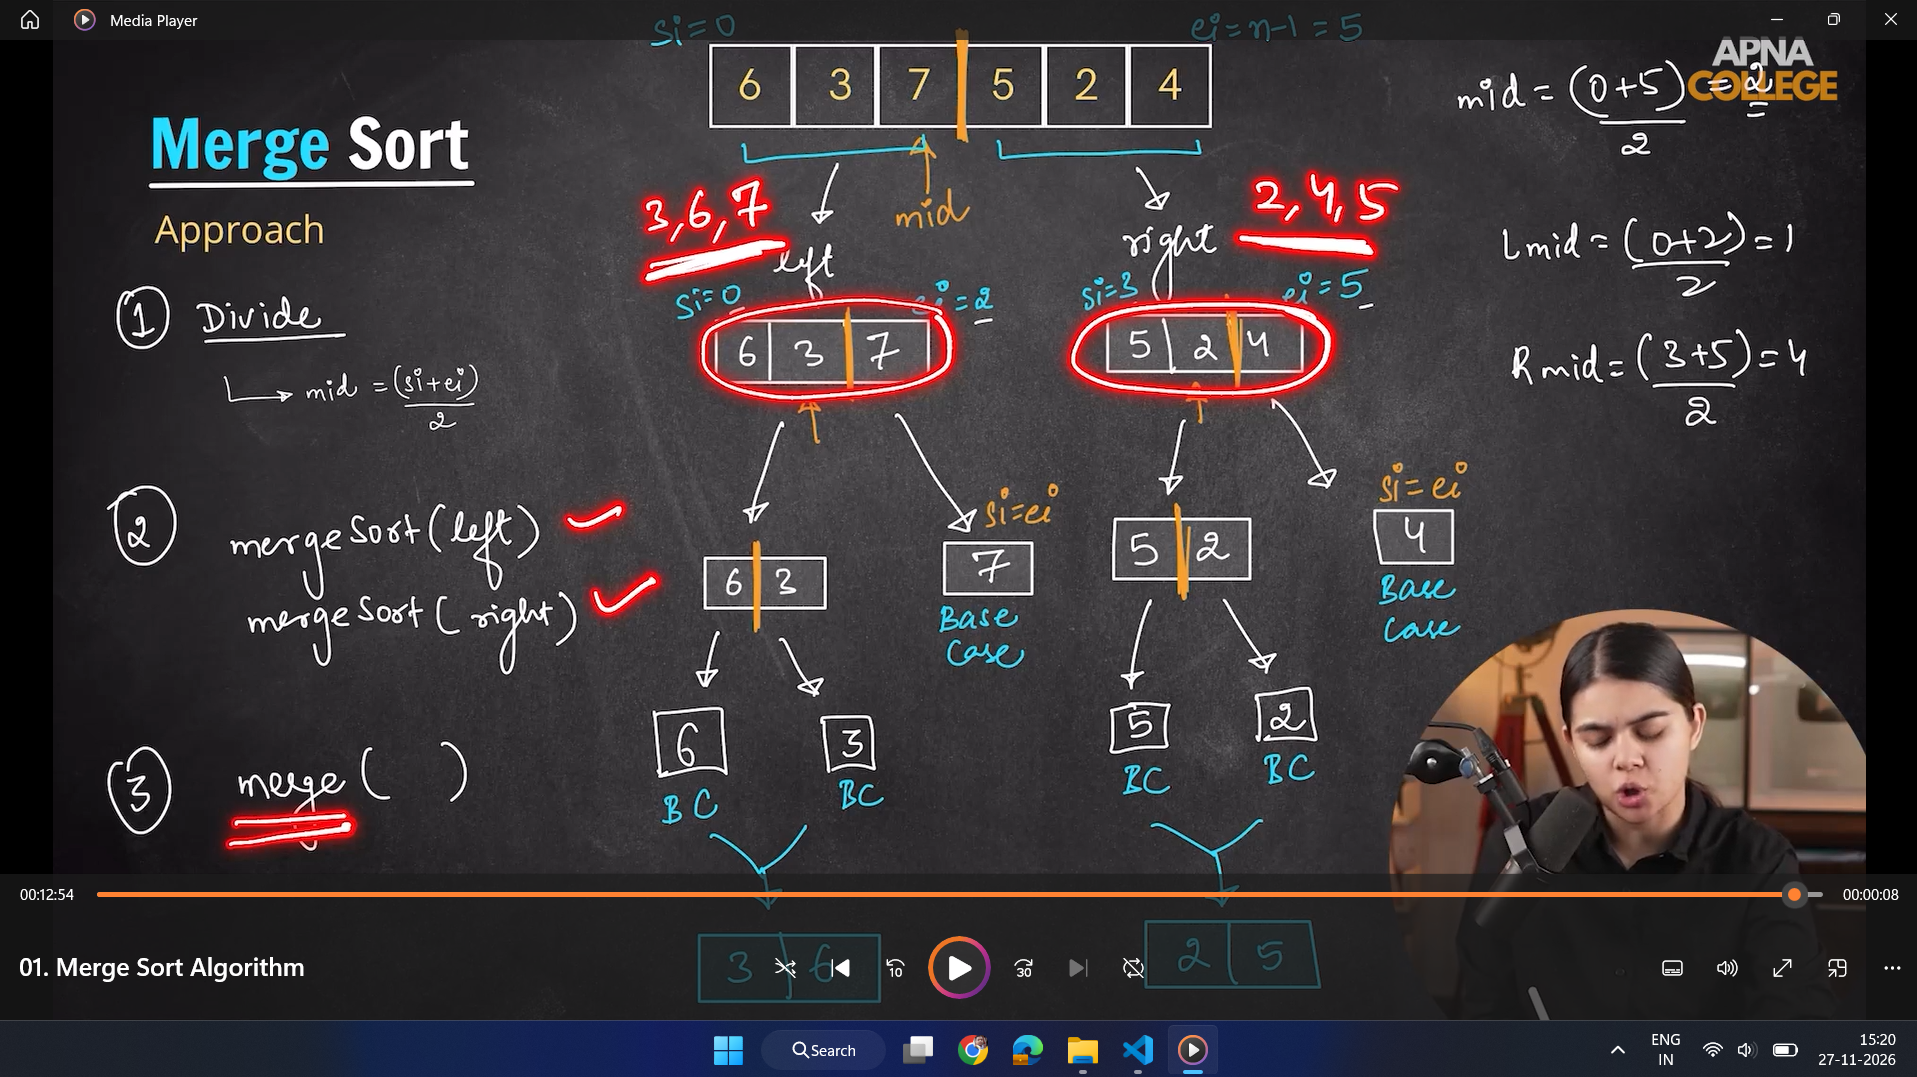 Media Player
si=0
ei=n-1=5
6 3 7 5 2 4
APNA
COLLEGE
mid = (0+5)/2 = 2
Merge Sort
Approach
3,6,7
mid
2,4,5
left
right
Lmid = (0+2)/2 = 1
si=0 ei=2
si=3 ei=5
6 3 7
5 2 4
Rmid = (3+5)/2 = 4
1 Divide
mid = (si+ei)/2
2 mergeSort(left)
mergeSort(right)
si=ei
si=ei
6 3
7
5 2
4
Base
Case
Base
Case
6
3
5
2
BC
BC
BC
BC
3 merge( )
00:12:54
00:00:08
3 6
2 5
01. Merge Sort Algorithm
10
30
Search
ENG
IN
15:20
27-11-2026